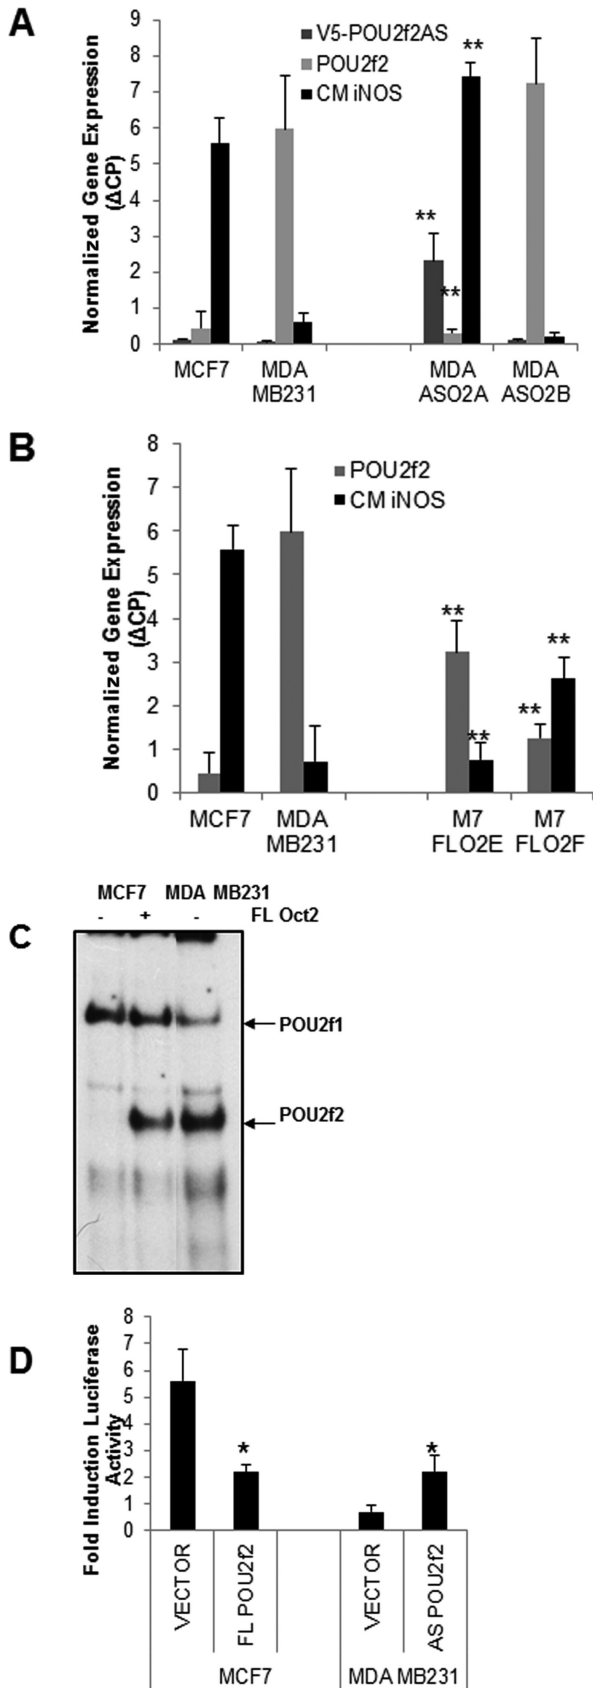 A
Normalized Gene Expression
(ΔCP)
9
8
7
6
5
4
3
2
1
0
V5-POU2f2AS
POU2f2
CM iNOS
**
**
**
MCF7
MDA
MB231
MDA
ASO2A
MDA
ASO2B
B
Normalized Gene Expression
(ΔCP)
8
7
6
5
4
3
2
1
0
POU2f2
CM iNOS
**
**
**
**
MCF7
MDA
MB231
M7
FLO2E
M7
FLO2F
C
MCF7 MDA MB231
- + - FL Oct2
POU2f1
POU2f2
D
Fold Induction Luciferase
Activity
8
7
6
5
4
3
2
1
0
*
*
VECTOR
FL POU2f2
VECTOR
AS POU2f2
MCF7
MDA MB231